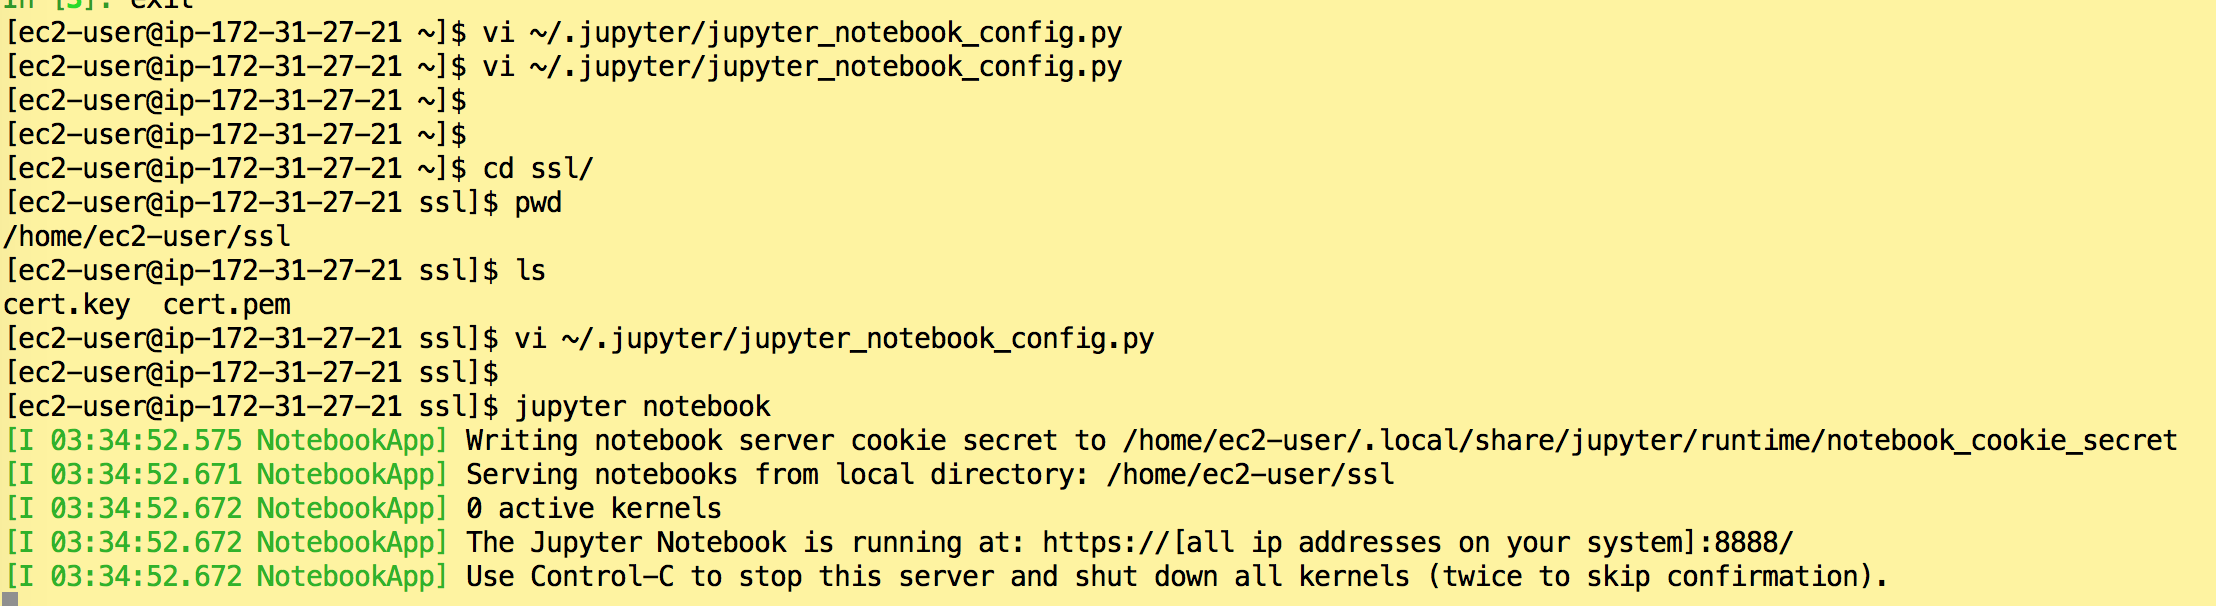 In [3]: exit
[ec2-user@ip-172-31-27-21 ~]$ vi ~/.jupyter/jupyter_notebook_config.py
[ec2-user@ip-172-31-27-21 ~]$ vi ~/.jupyter/jupyter_notebook_config.py
[ec2-user@ip-172-31-27-21 ~]$
[ec2-user@ip-172-31-27-21 ~]$
[ec2-user@ip-172-31-27-21 ~]$ cd ssl/
[ec2-user@ip-172-31-27-21 ssl]$ pwd
/home/ec2-user/ssl
[ec2-user@ip-172-31-27-21 ssl]$ ls
cert.key  cert.pem
[ec2-user@ip-172-31-27-21 ssl]$ vi ~/.jupyter/jupyter_notebook_config.py
[ec2-user@ip-172-31-27-21 ssl]$
[ec2-user@ip-172-31-27-21 ssl]$ jupyter notebook
[I 03:34:52.575 NotebookApp] Writing notebook server cookie secret to /home/ec2-user/.local/share/jupyter/runtime/notebook_cookie_secret
[I 03:34:52.671 NotebookApp] Serving notebooks from local directory: /home/ec2-user/ssl
[I 03:34:52.672 NotebookApp] 0 active kernels
[I 03:34:52.672 NotebookApp] The Jupyter Notebook is running at: https://[all ip addresses on your system]:8888/
[I 03:34:52.672 NotebookApp] Use Control-C to stop this server and shut down all kernels (twice to skip confirmation).